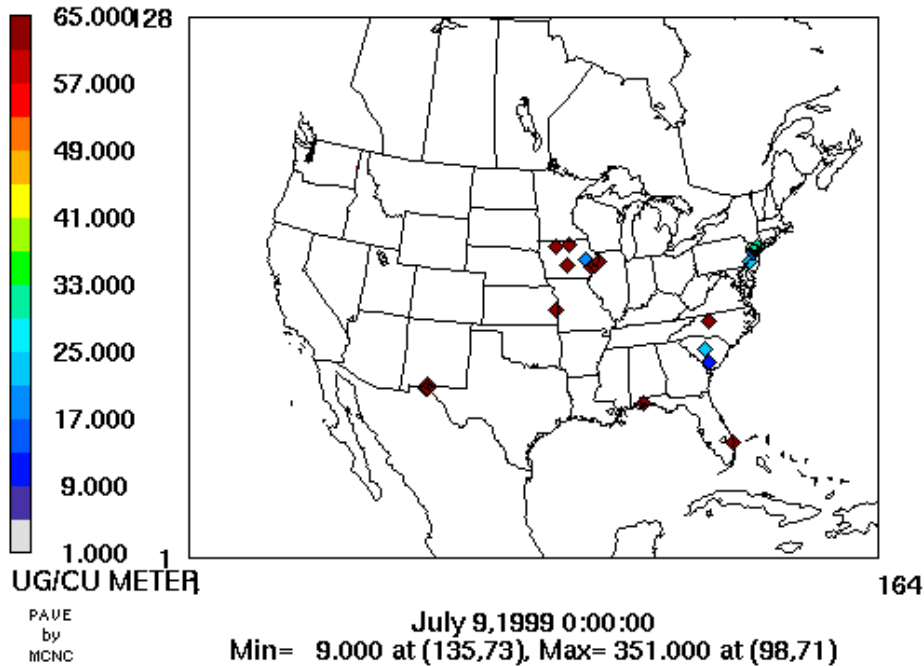 65.000
57.000
49.000
41.000
33.000
25.000
17.000
9.000
1.000
128
1
1
164
UG/CU METER
PAVE
by
MCNC
July 9,1999 0:00:00
Min= 9.000 at (135,73), Max= 351.000 at (98,71)